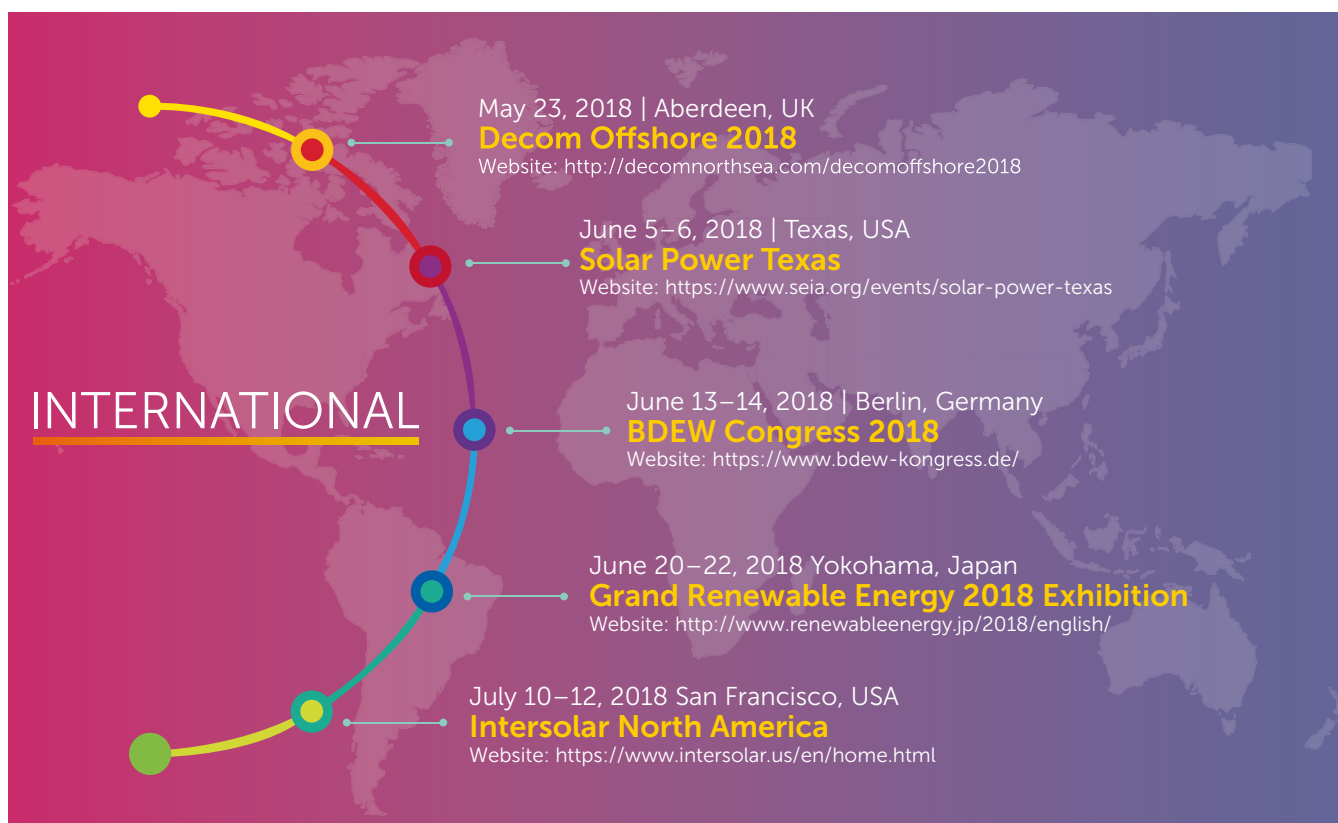 May 23, 2018 | Aberdeen, UK
Decom Offshore 2018
Website: http://decomnorthsea.com/decomoffshore2018
June 5–6, 2018 | Texas, USA
Solar Power Texas
Website: https://www.seia.org/events/solar-power-texas
INTERNATIONAL
June 13–14, 2018 | Berlin, Germany
BDEW Congress 2018
Website: https://www.bdew-kongress.de/
June 20–22, 2018 Yokohama, Japan
Grand Renewable Energy 2018 Exhibition
Website: http://www.renewableenergy.jp/2018/english/
July 10–12, 2018 San Francisco, USA
Intersolar North America
Website: https://www.intersolar.us/en/home.html